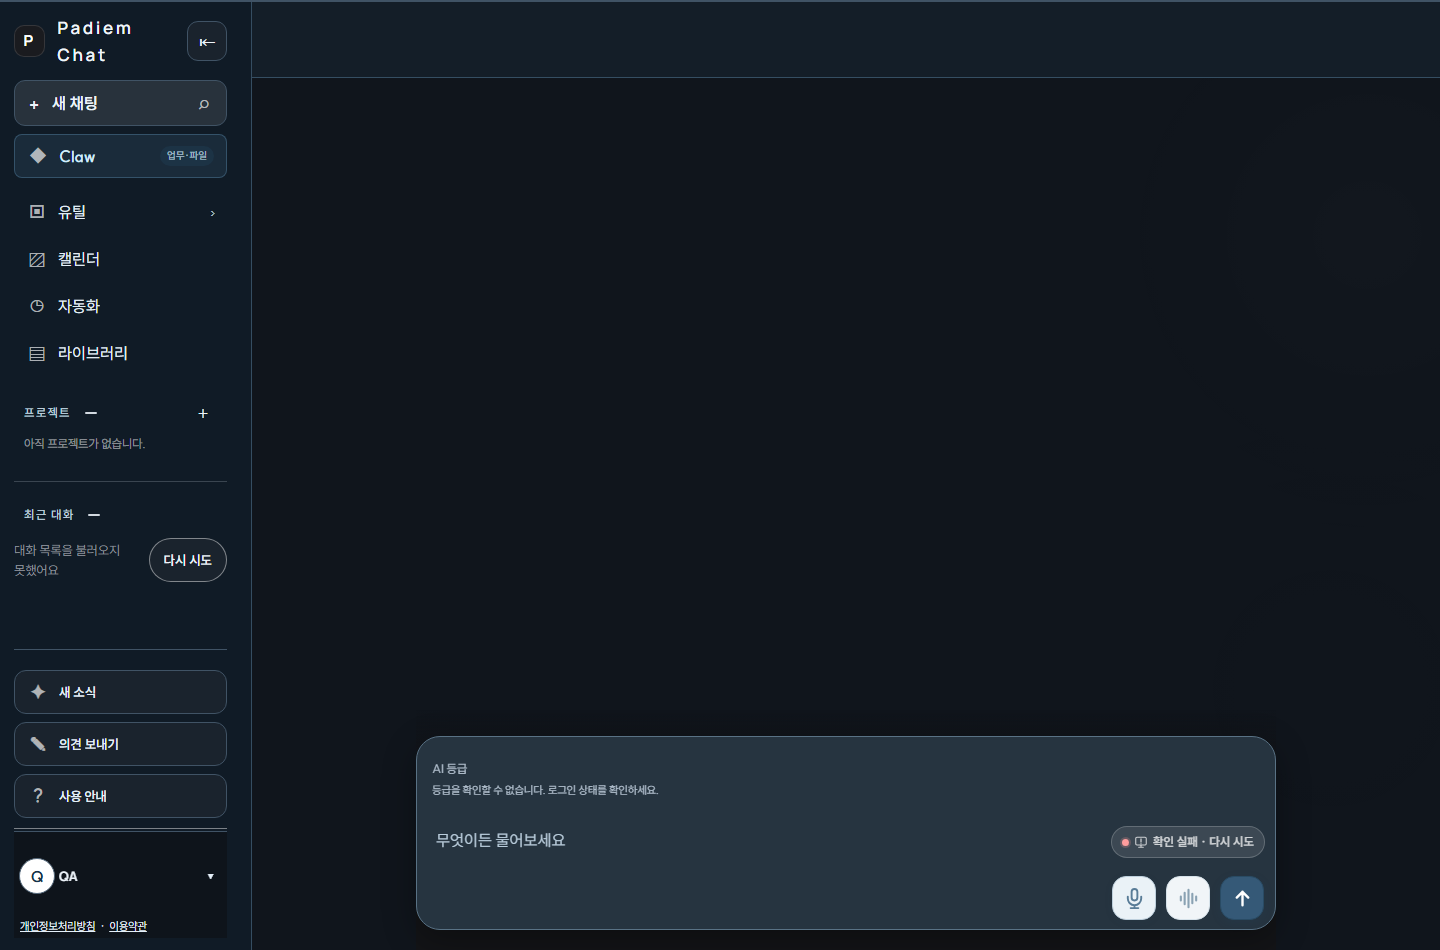 P
Padiem
Chat
+ 새 채팅
Claw 업무·파일
유틸 ›
캘린더
자동화
라이브러리
프로젝트 — +
아직 프로젝트가 없습니다.
최근 대화 —
대화 목록을 불러오지
못했어요
다시 시도
새 소식
의견 보내기
? 사용 안내
Q QA ▼
개인정보처리방침 · 이용약관
AI 등급
등급을 확인할 수 없습니다. 로그인 상태를 확인하세요.
무엇이든 물어보세요
확인 실패 · 다시 시도